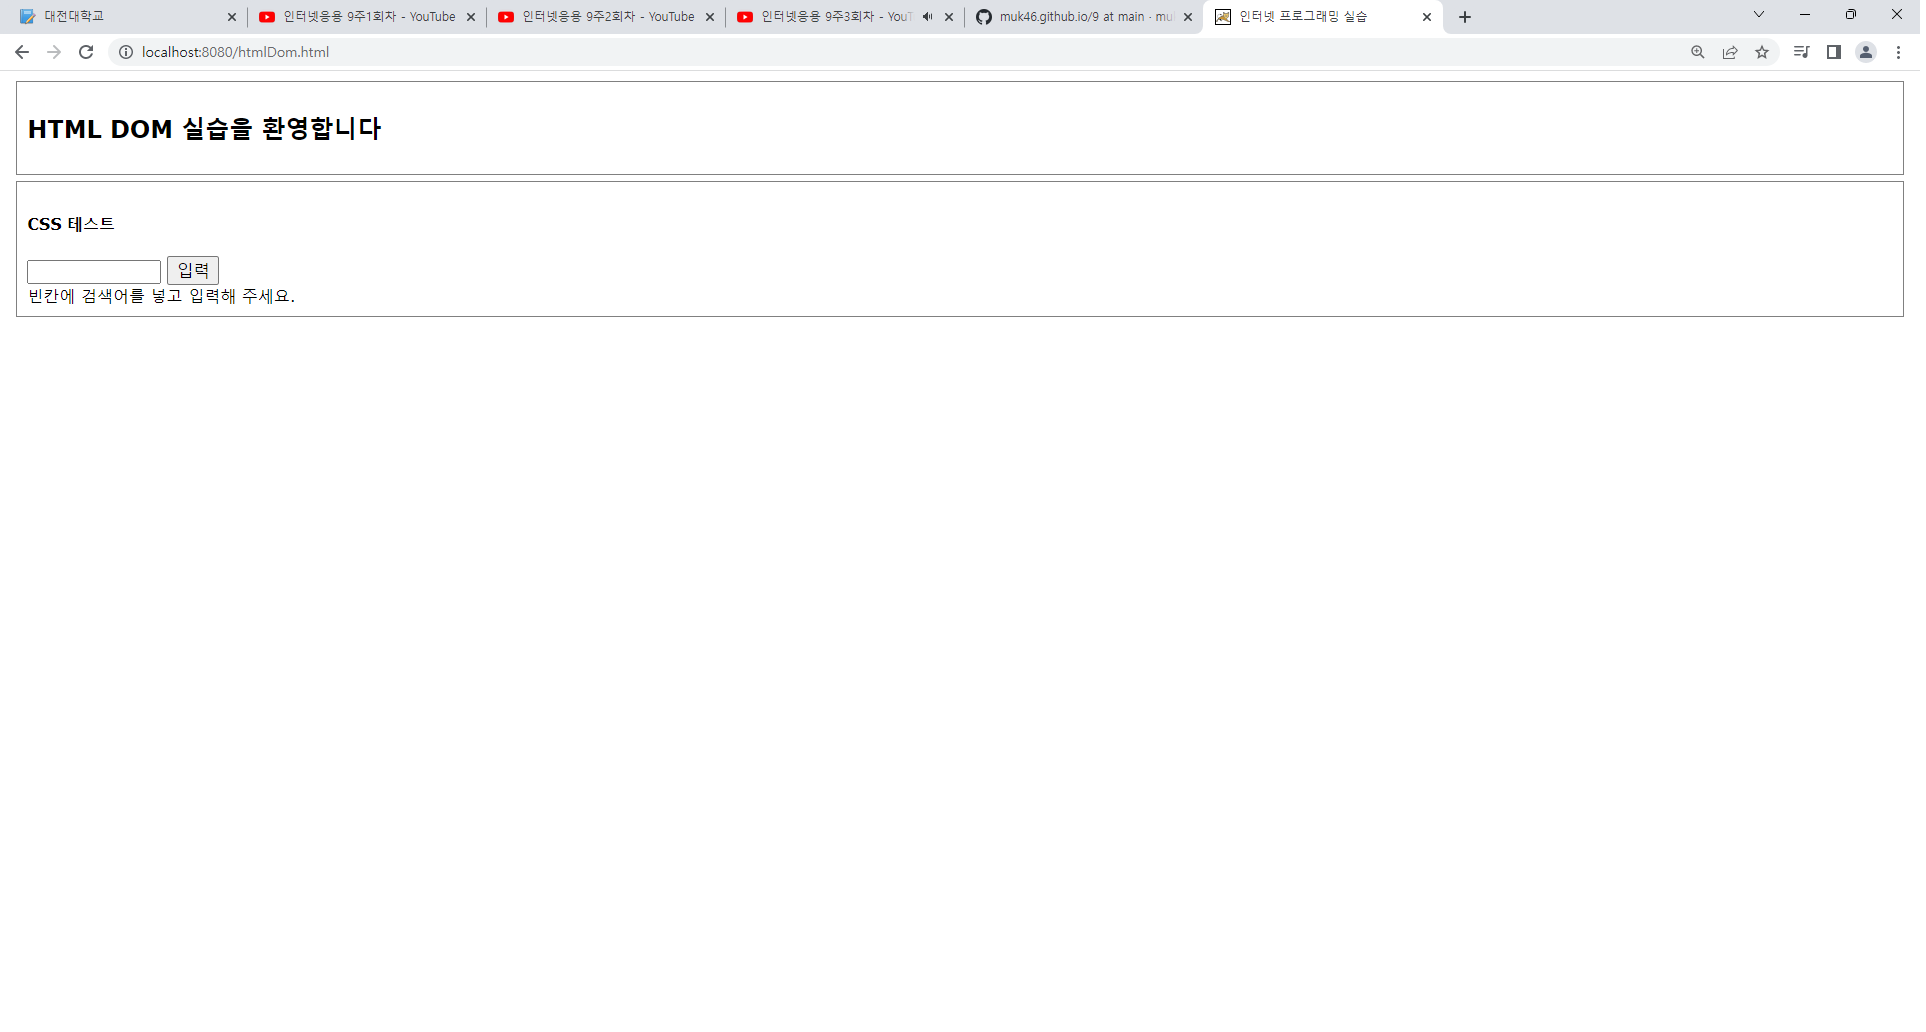 대전대학교
인터넷응용 9주1회차 - YouTube
인터넷응용 9주2회차 - YouTube
인터넷응용 9주3회차 - YouT
muk46.github.io/9 at main · mu
인터넷 프로그래밍 실습
localhost:8080/htmlDom.html
HTML DOM 실습을 환영합니다
CSS 테스트
입력
빈칸에 검색어를 넣고 입력해 주세요.